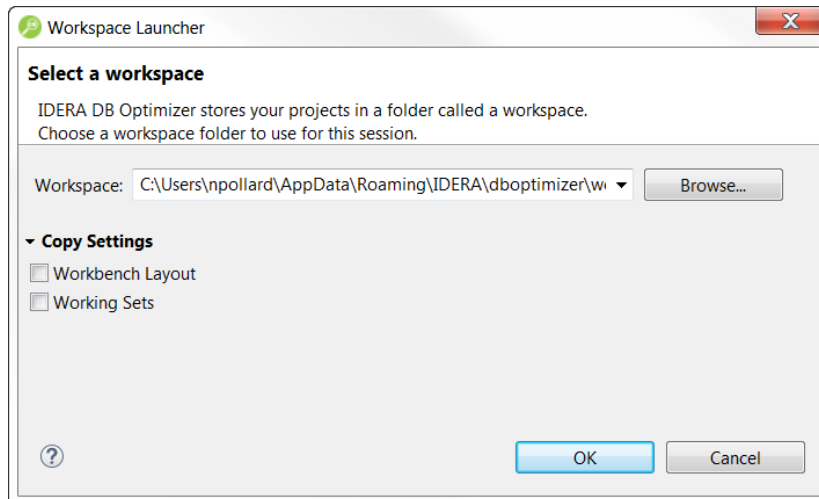 Workspace Launcher
Select a workspace
IDERA DB Optimizer stores your projects in a folder called a workspace.
Choose a workspace folder to use for this session.
Workspace: C:\Users\npollard\AppData\Roaming\IDERA\dboptimizer\w Browse...
Copy Settings
Workbench Layout
Working Sets
? OK Cancel